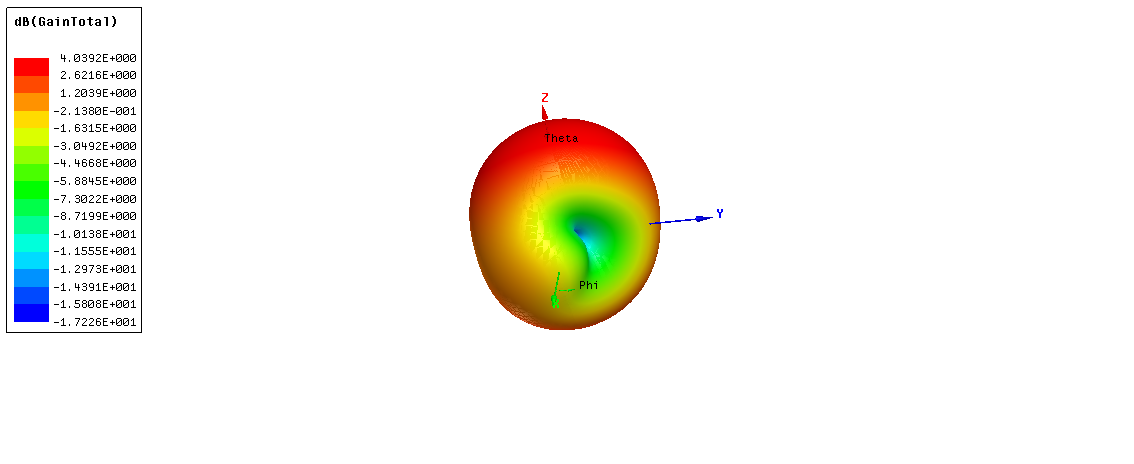 dB(GainTotal)
4.0392E+000
2.6216E+000
1.2039E+000
-2.1380E-001
-1.6315E+000
-3.0492E+000
-4.4668E+000
-5.8845E+000
-7.3022E+000
-8.7199E+000
-1.0138E+001
-1.1555E+001
-1.2973E+001
-1.4391E+001
-1.5808E+001
-1.7226E+001
Z
Theta
Y
Phi